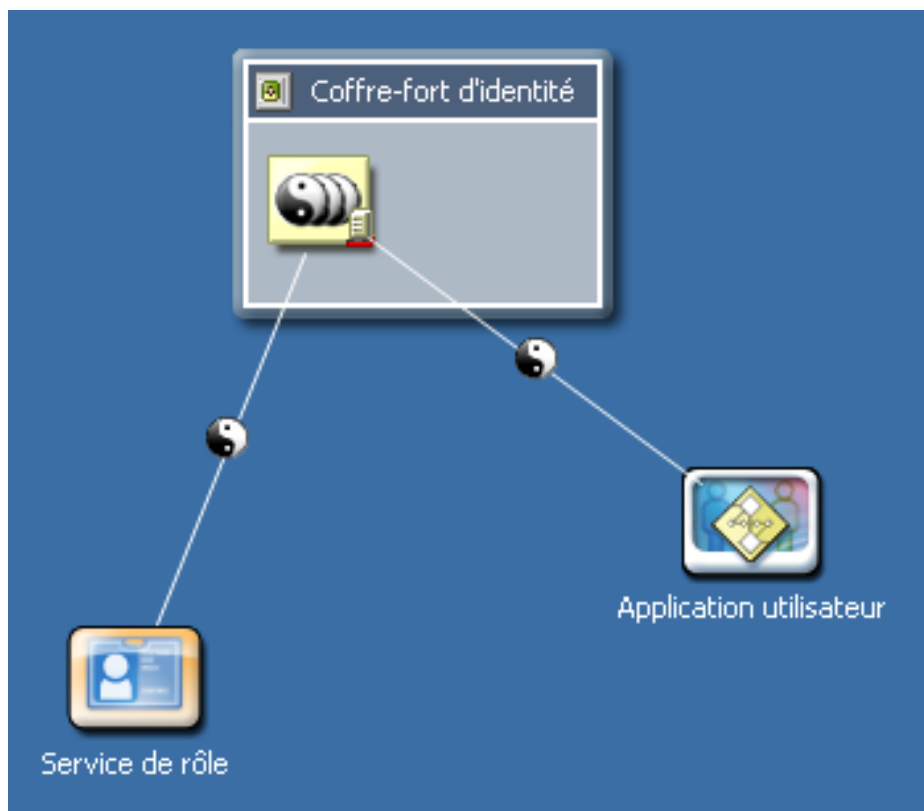 Coffre-fort d'identité
Application utilisateur
Service de rôle